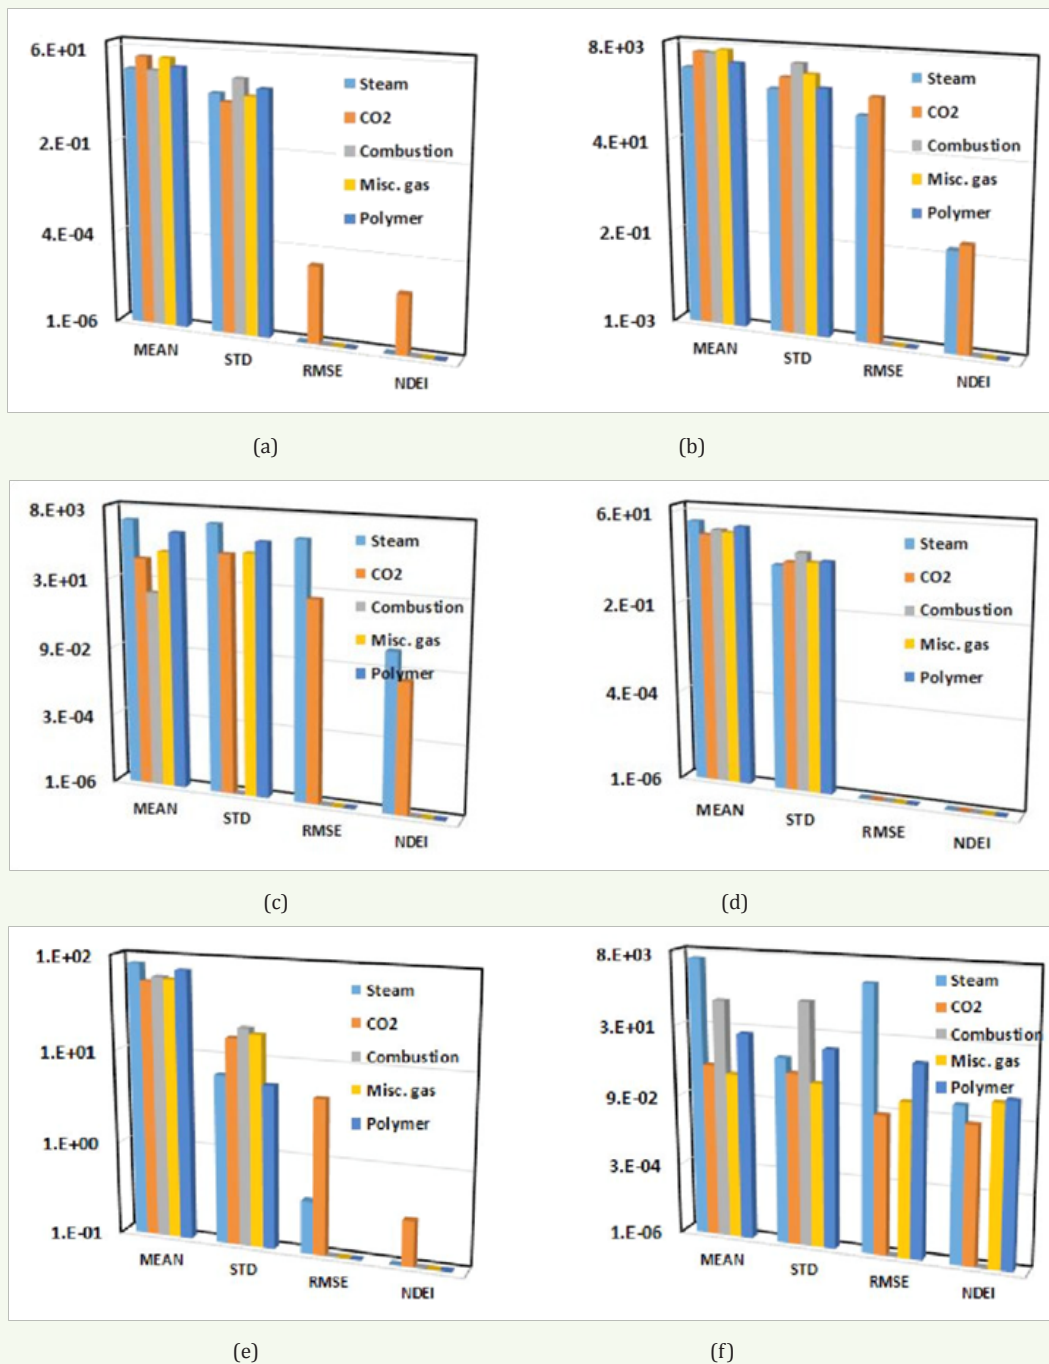 6.E+01
2.E-01
4.E-04
1.E-06
MEAN
STD
RMSE
NDEI
Steam
CO2
Combustion
Misc. gas
Polymer
(a)
8.E+03
4.E+01
2.E-01
1.E-03
MEAN
STD
RMSE
NDEI
Steam
CO2
Combustion
Misc. gas
Polymer
(b)
8.E+03
3.E+01
9.E-02
3.E-04
1.E-06
MEAN
STD
RMSE
NDEI
Steam
CO2
Combustion
Misc. gas
Polymer
(c)
6.E+01
2.E-01
4.E-04
1.E-06
MEAN
STD
RMSE
NDEI
Steam
CO2
Combustion
Misc. gas
Polymer
(d)
1.E+02
1.E+01
1.E+00
1.E-01
MEAN
STD
RMSE
NDEI
Steam
CO2
Combustion
Misc. gas
Polymer
(e)
8.E+03
3.E+01
9.E-02
3.E-04
1.E-06
MEAN
STD
RMSE
NDEI
Steam
CO2
Combustion
Misc. gas
Polymer
(f)